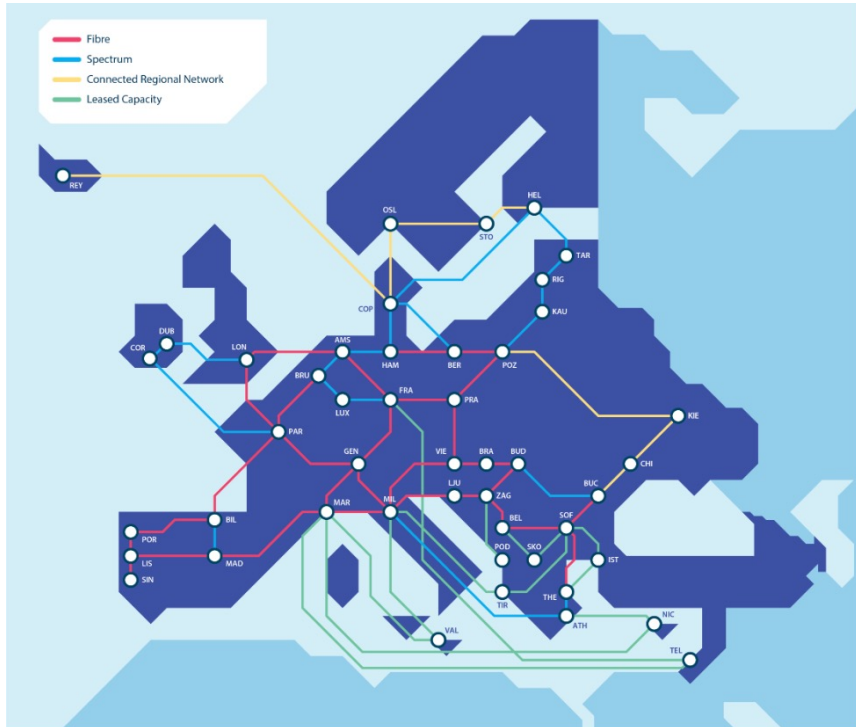 Fibre
Spectrum
Connected Regional Network
Leased Capacity
REY
HEL
OSL
STO
TAR
RIG
COP
KAU
DUB
COR
LON
AMS
HAM
BER
POZ
BRU
FRA
LUX
PRA
KIE
PAR
GEN
VIE
BRA
BUD
CHI
LJU
ZAG
BUC
MAR
MIL
BIL
BEL
SOF
POR
LIS
MAD
POD
SKO
IST
SIN
TIR
THE
ATH
NIC
VAL
TEL